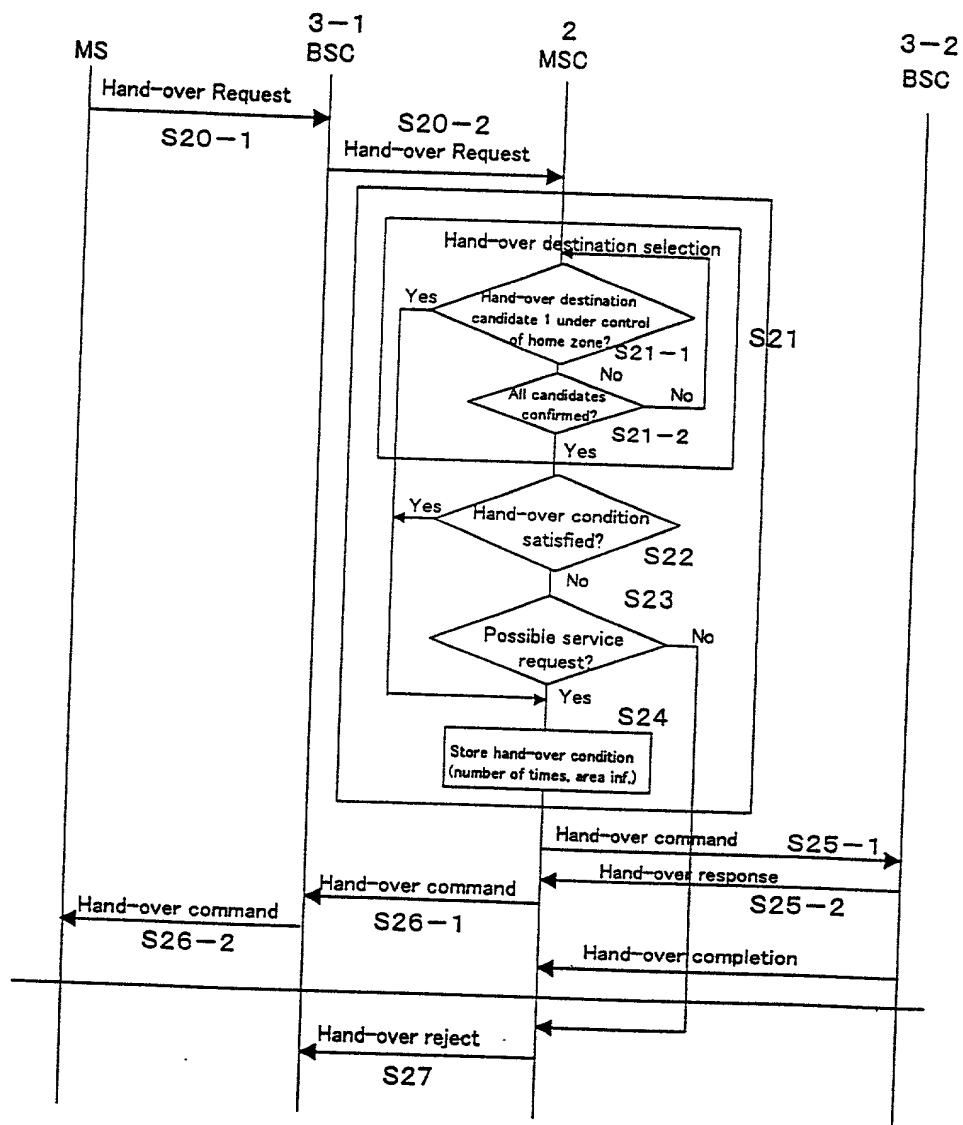 MS
3-1
BSC
2
MSC
3-2
BSC
Hand-over Request
S20-1
S20-2
Hand-over Request
Hand-over destination selection
Yes
Hand-over destination
candidate 1 under control
of home zone?
S21
S21-1
No
All candidates
confirmed?
No
S21-2
Yes
Yes
Hand-over condition
satisfied?
S22
No
S23
Possible service
request?
No
Yes
S24
Store hand-over condition
(number of times, area inf.)
Hand-over command
S25-1
Hand-over response
S25-2
Hand-over command
S26-1
Hand-over command
S26-2
Hand-over completion
Hand-over reject
S27